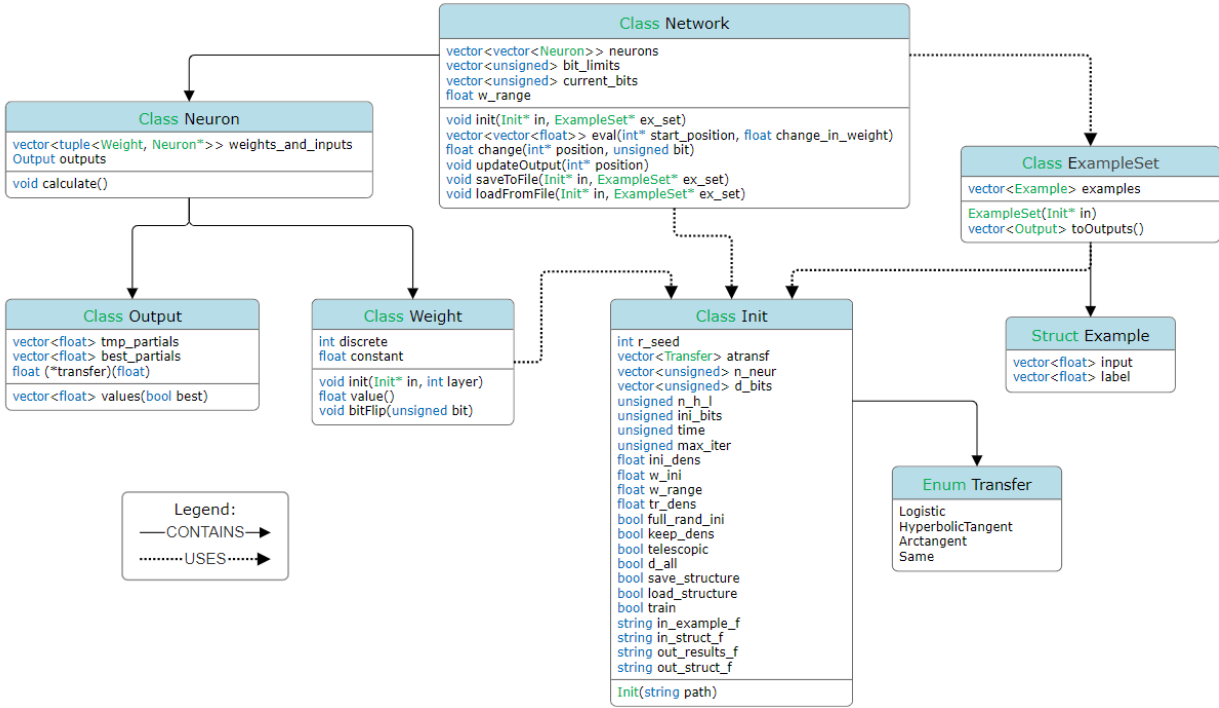 Class Network
vector<vector<Neuron>> neurons
vector<unsigned> bit_limits
vector<unsigned> current_bits
float w_range
void init(Init* in, ExampleSet* ex_set)
vector<vector<float>> eval(int* start_position, float change_in_weight)
float change(int* position, unsigned bit)
void updateOutput(int* position)
void saveToFile(Init* in, ExampleSet* ex_set)
void loadFromFile(Init* in, ExampleSet* ex_set)
Class Neuron
vector<tuple<Weight, Neuron*>> weights_and_inputs
Output outputs
void calculate()
Class ExampleSet
vector<Example> examples
ExampleSet(Init* in)
vector<Output> toOutputs()
Class Output
vector<float> tmp_partials
vector<float> best_partials
float (*transfer)(float)
vector<float> values(bool best)
Class Weight
int discrete
float constant
void init(Init* in, int layer)
float value()
void bitFlip(unsigned bit)
Class Init
int r_seed
vector<Transfer> atransf
vector<unsigned> n_neur
vector<unsigned> d_bits
unsigned n_h_l
unsigned ini_bits
unsigned time
unsigned max_iter
float ini_dens
float w_ini
float w_range
float tr_dens
bool full_rand_ini
bool keep_dens
bool telescopic
bool d_all
bool save_structure
bool load_structure
bool train
string in_example_f
string in_struct_f
string out_results_f
string out_struct_f
Init(string path)
Struct Example
vector<float> input
vector<float> label
Enum Transfer
Logistic
HyperbolicTangent
Arctangent
Same
Legend:
CONTAINS
USES